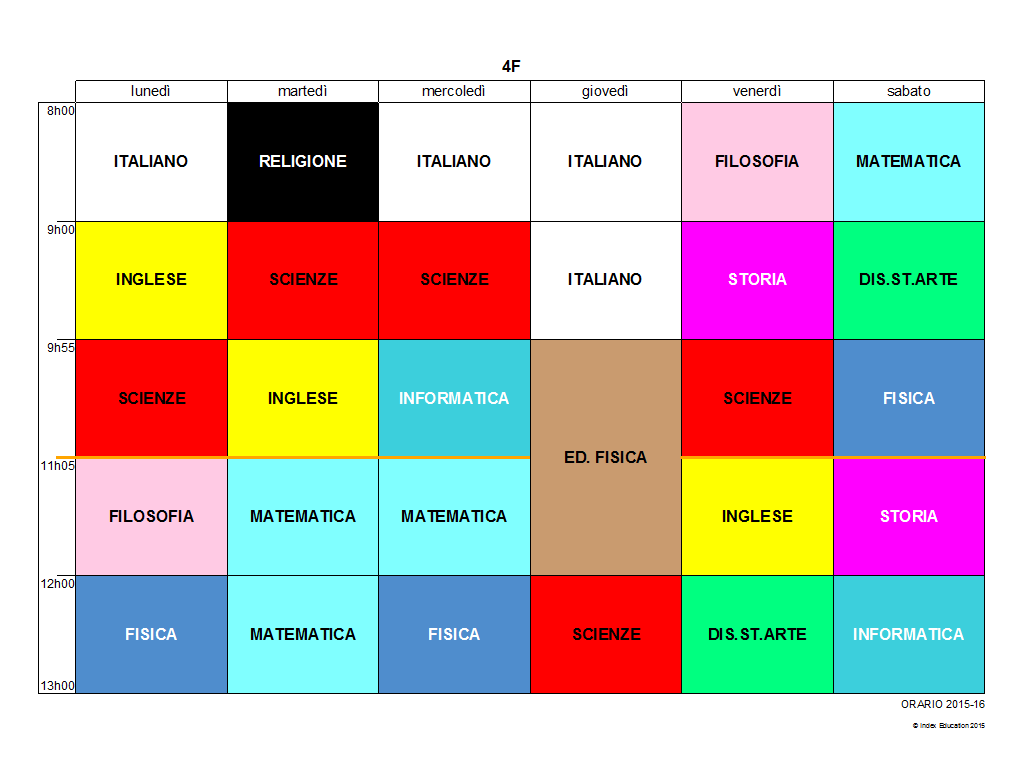 4F
lunedì martedì mercoledì giovedì venerdì sabato
8h00
ITALIANO RELIGIONE ITALIANO ITALIANO FILOSOFIA MATEMATICA
9h00
INGLESE SCIENZE SCIENZE ITALIANO STORIA DIS.ST.ARTE
9h55
SCIENZE INGLESE INFORMATICA SCIENZE FISICA
ED. FISICA
11h05
FILOSOFIA MATEMATICA MATEMATICA INGLESE STORIA
12h00
FISICA MATEMATICA FISICA SCIENZE DIS.ST.ARTE INFORMATICA
13h00
ORARIO 2015-16
© Index Education 2015